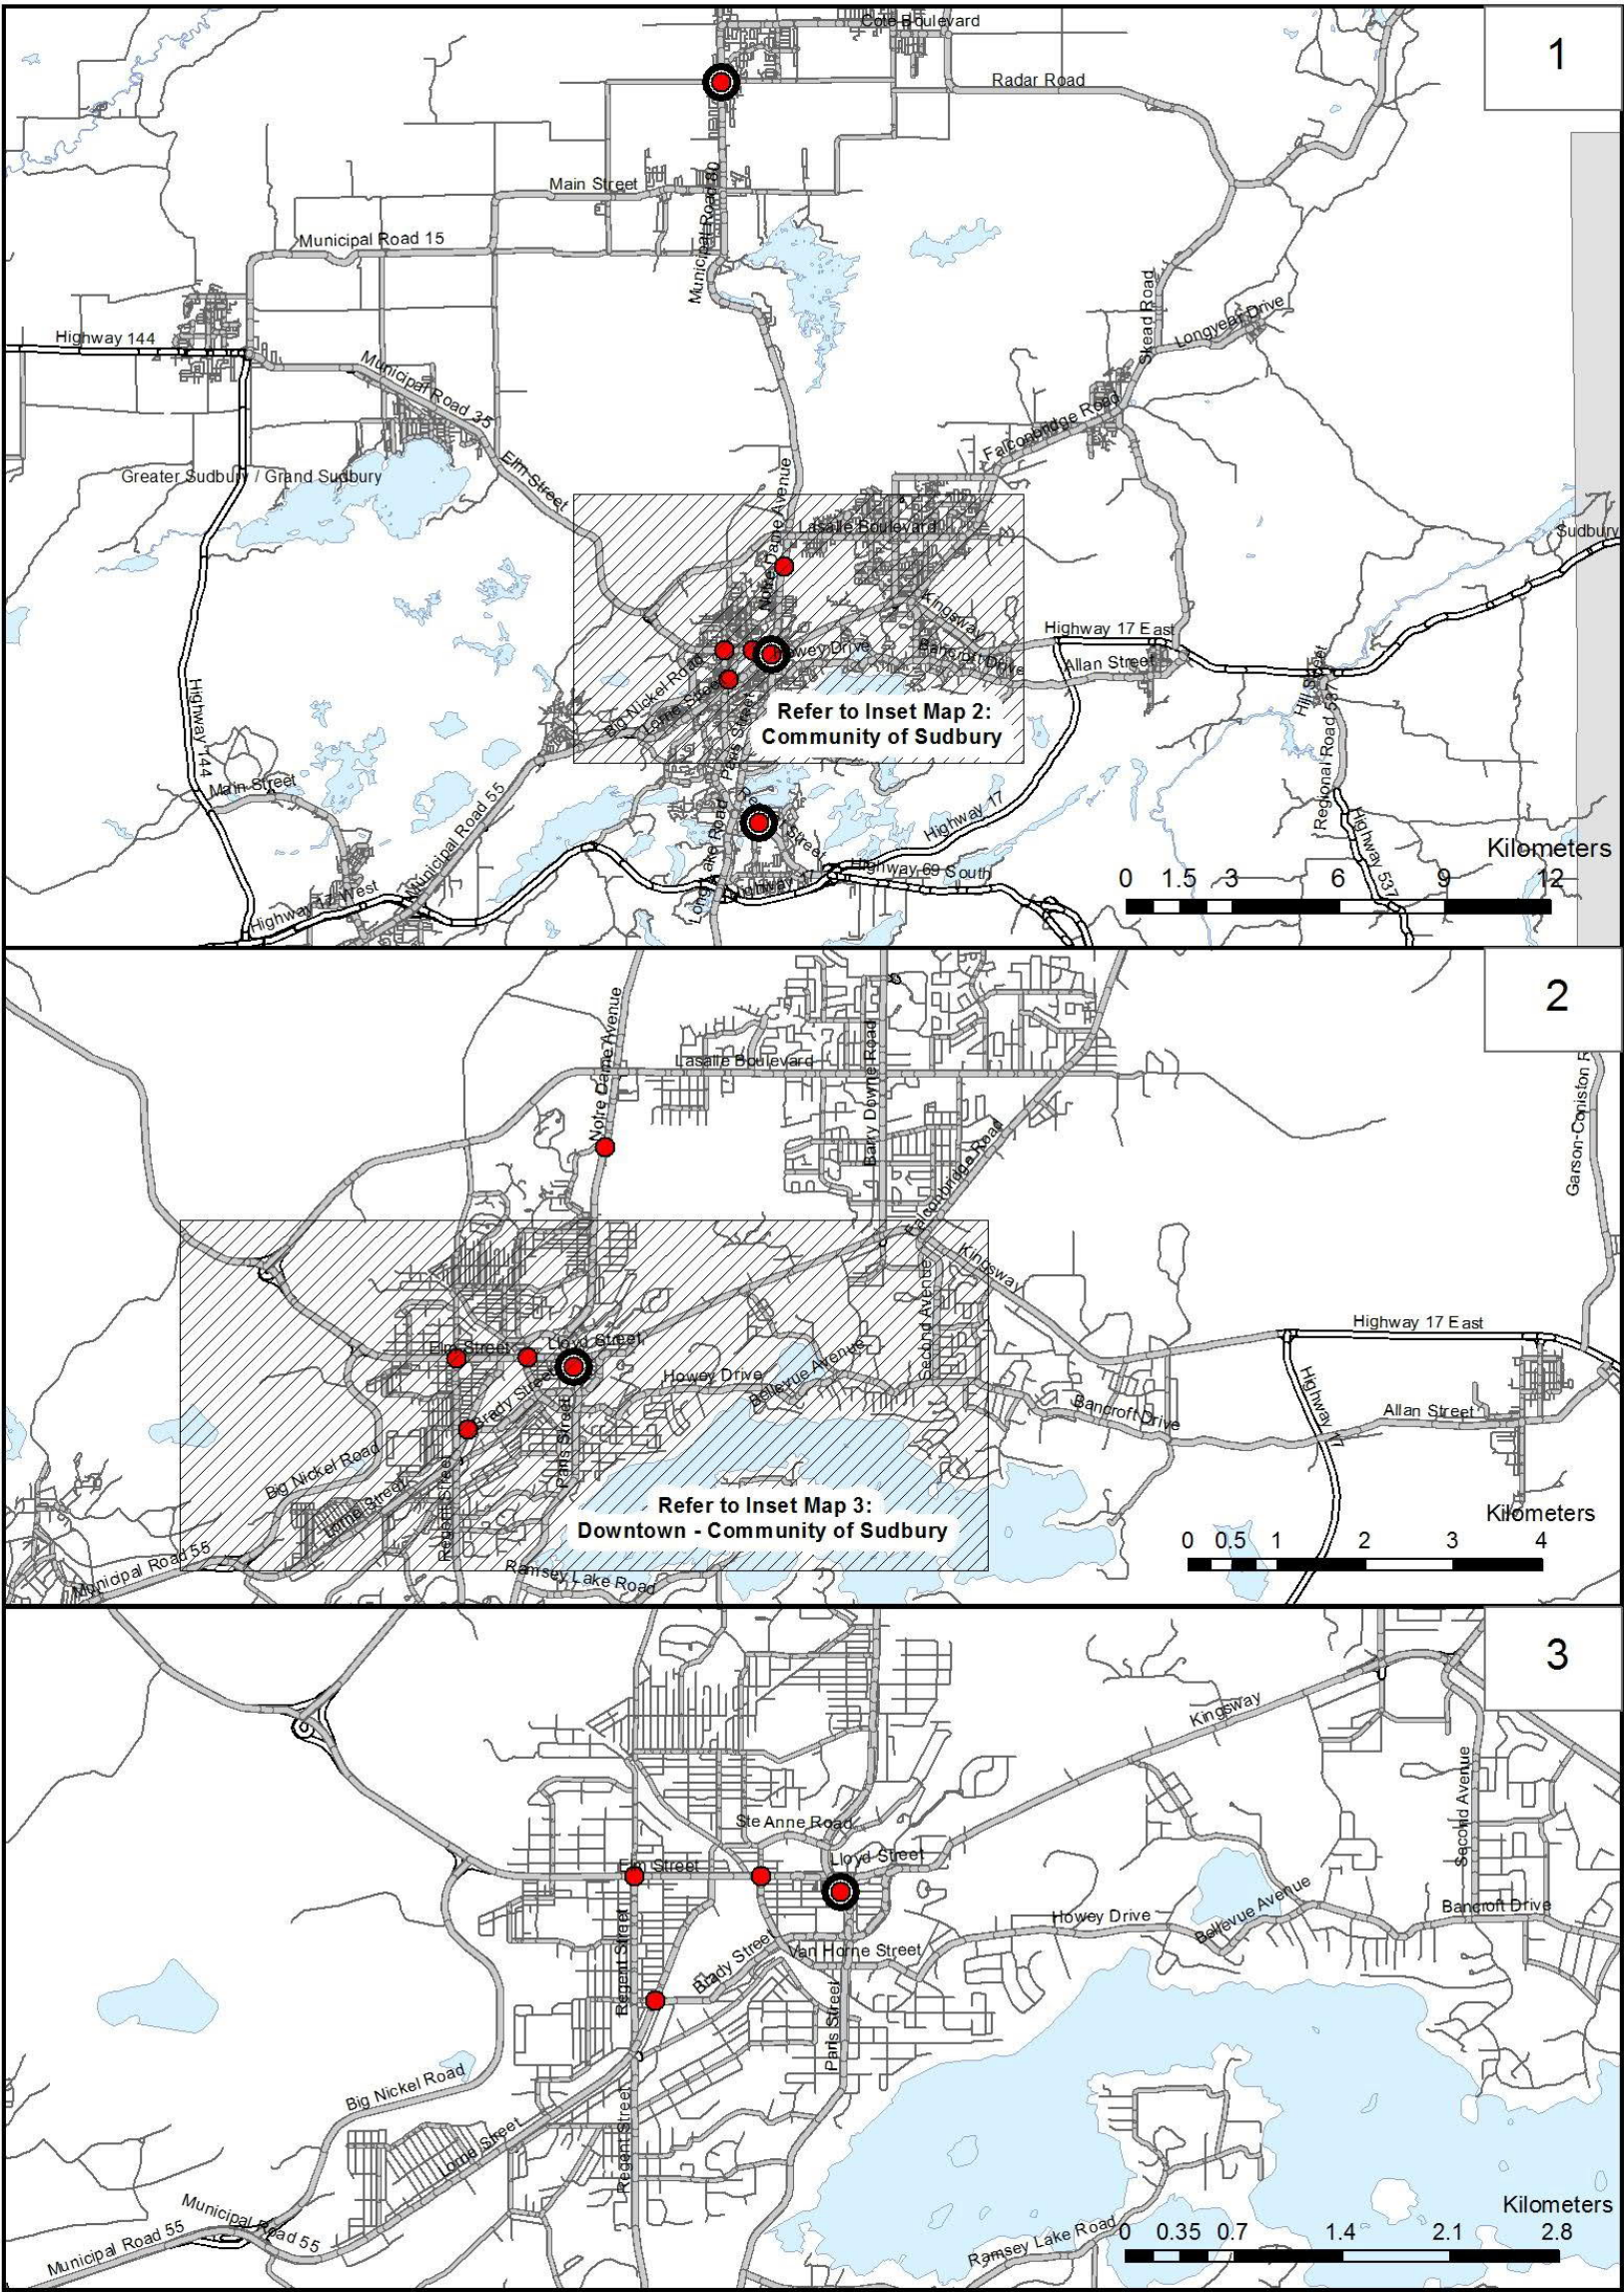 Cote Boulevard
1
Radar Road
Main Street
Municipal Road 80
Municipal Road 15
Highway 144
Skead Road
Longyear Drive
Municipal Road 35
Falconbridge Road
Greater Sudbury / Grand Sudbury
Elm Street
Notre Dame Avenue
Lasalle Boulevard
Sudbury
Kingsway
Highway 17 East
Howey Drive
Bancroft Drive
Allan Street
Big Nickel Road
Lorne Street
Hill Street
Regional Road 537
Highway 144
Paris Street
Refer to Inset Map 2:
Community of Sudbury
Main Street
Municipal Road 55
Long Lake Road
Street
Highway 17
Highway 69 South
Highway 17
Highway 537
Highway 17 West
Kilometers
0 1.5 3 6 9 12
2
Notre Dame Avenue
Lasalle Boulevard
Barry Downe Road
Falconbridge Road
Garson-Coniston R
Kingsway
Second Avenue
Highway 17 East
Elm Street
Lloyd Street
Howey Drive
Bellevue Avenue
Brady Street
Paris Street
Bancroft Drive
Highway 17
Allan Street
Big Nickel Road
Lorne Street
Regent Street
Refer to Inset Map 3:
Downtown - Community of Sudbury
Municipal Road 55
Ramsey Lake Road
Kilometers
0 0.5 1 2 3 4
3
Kingsway
Second Avenue
Ste Anne Road
Lloyd Street
Elm Street
Bellevue Avenue
Bancroft Drive
Howey Drive
Regent Street
Brady Street
Van Horne Street
Paris Street
Big Nickel Road
Lorne Street
Regent Street
Municipal Road 55
Municipal Road 55
Ramsey Lake Road
Kilometers
0 0.35 0.7 1.4 2.1 2.8